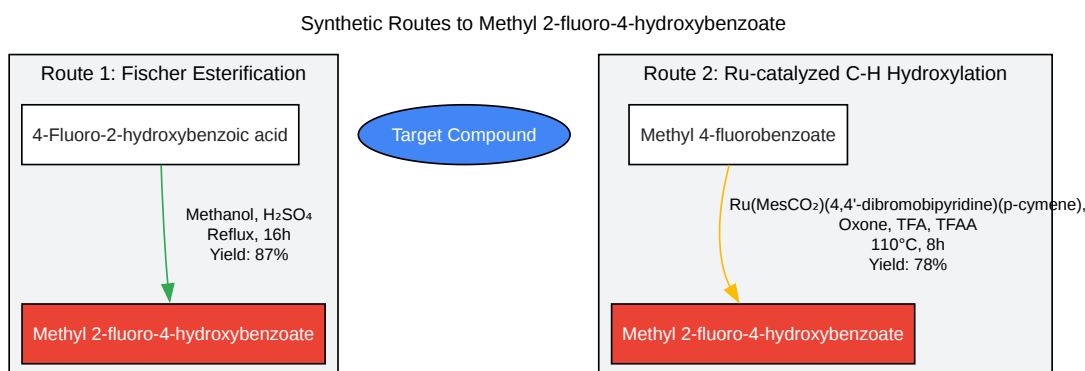 Synthetic Routes to Methyl 2-fluoro-4-hydroxybenzoate
Route 1: Fischer Esterification
4-Fluoro-2-hydroxybenzoic acid
Methanol, H₂SO₄
Reflux, 16h
Yield: 87%
Methyl 2-fluoro-4-hydroxybenzoate
Target Compound
Route 2: Ru-catalyzed C-H Hydroxylation
Methyl 4-fluorobenzoate
Ru(MesCO₂)(4,4'-dibromobipyridine)(p-cymene),
Oxone, TFA, TFAA
110°C, 8h
Yield: 78%
Methyl 2-fluoro-4-hydroxybenzoate